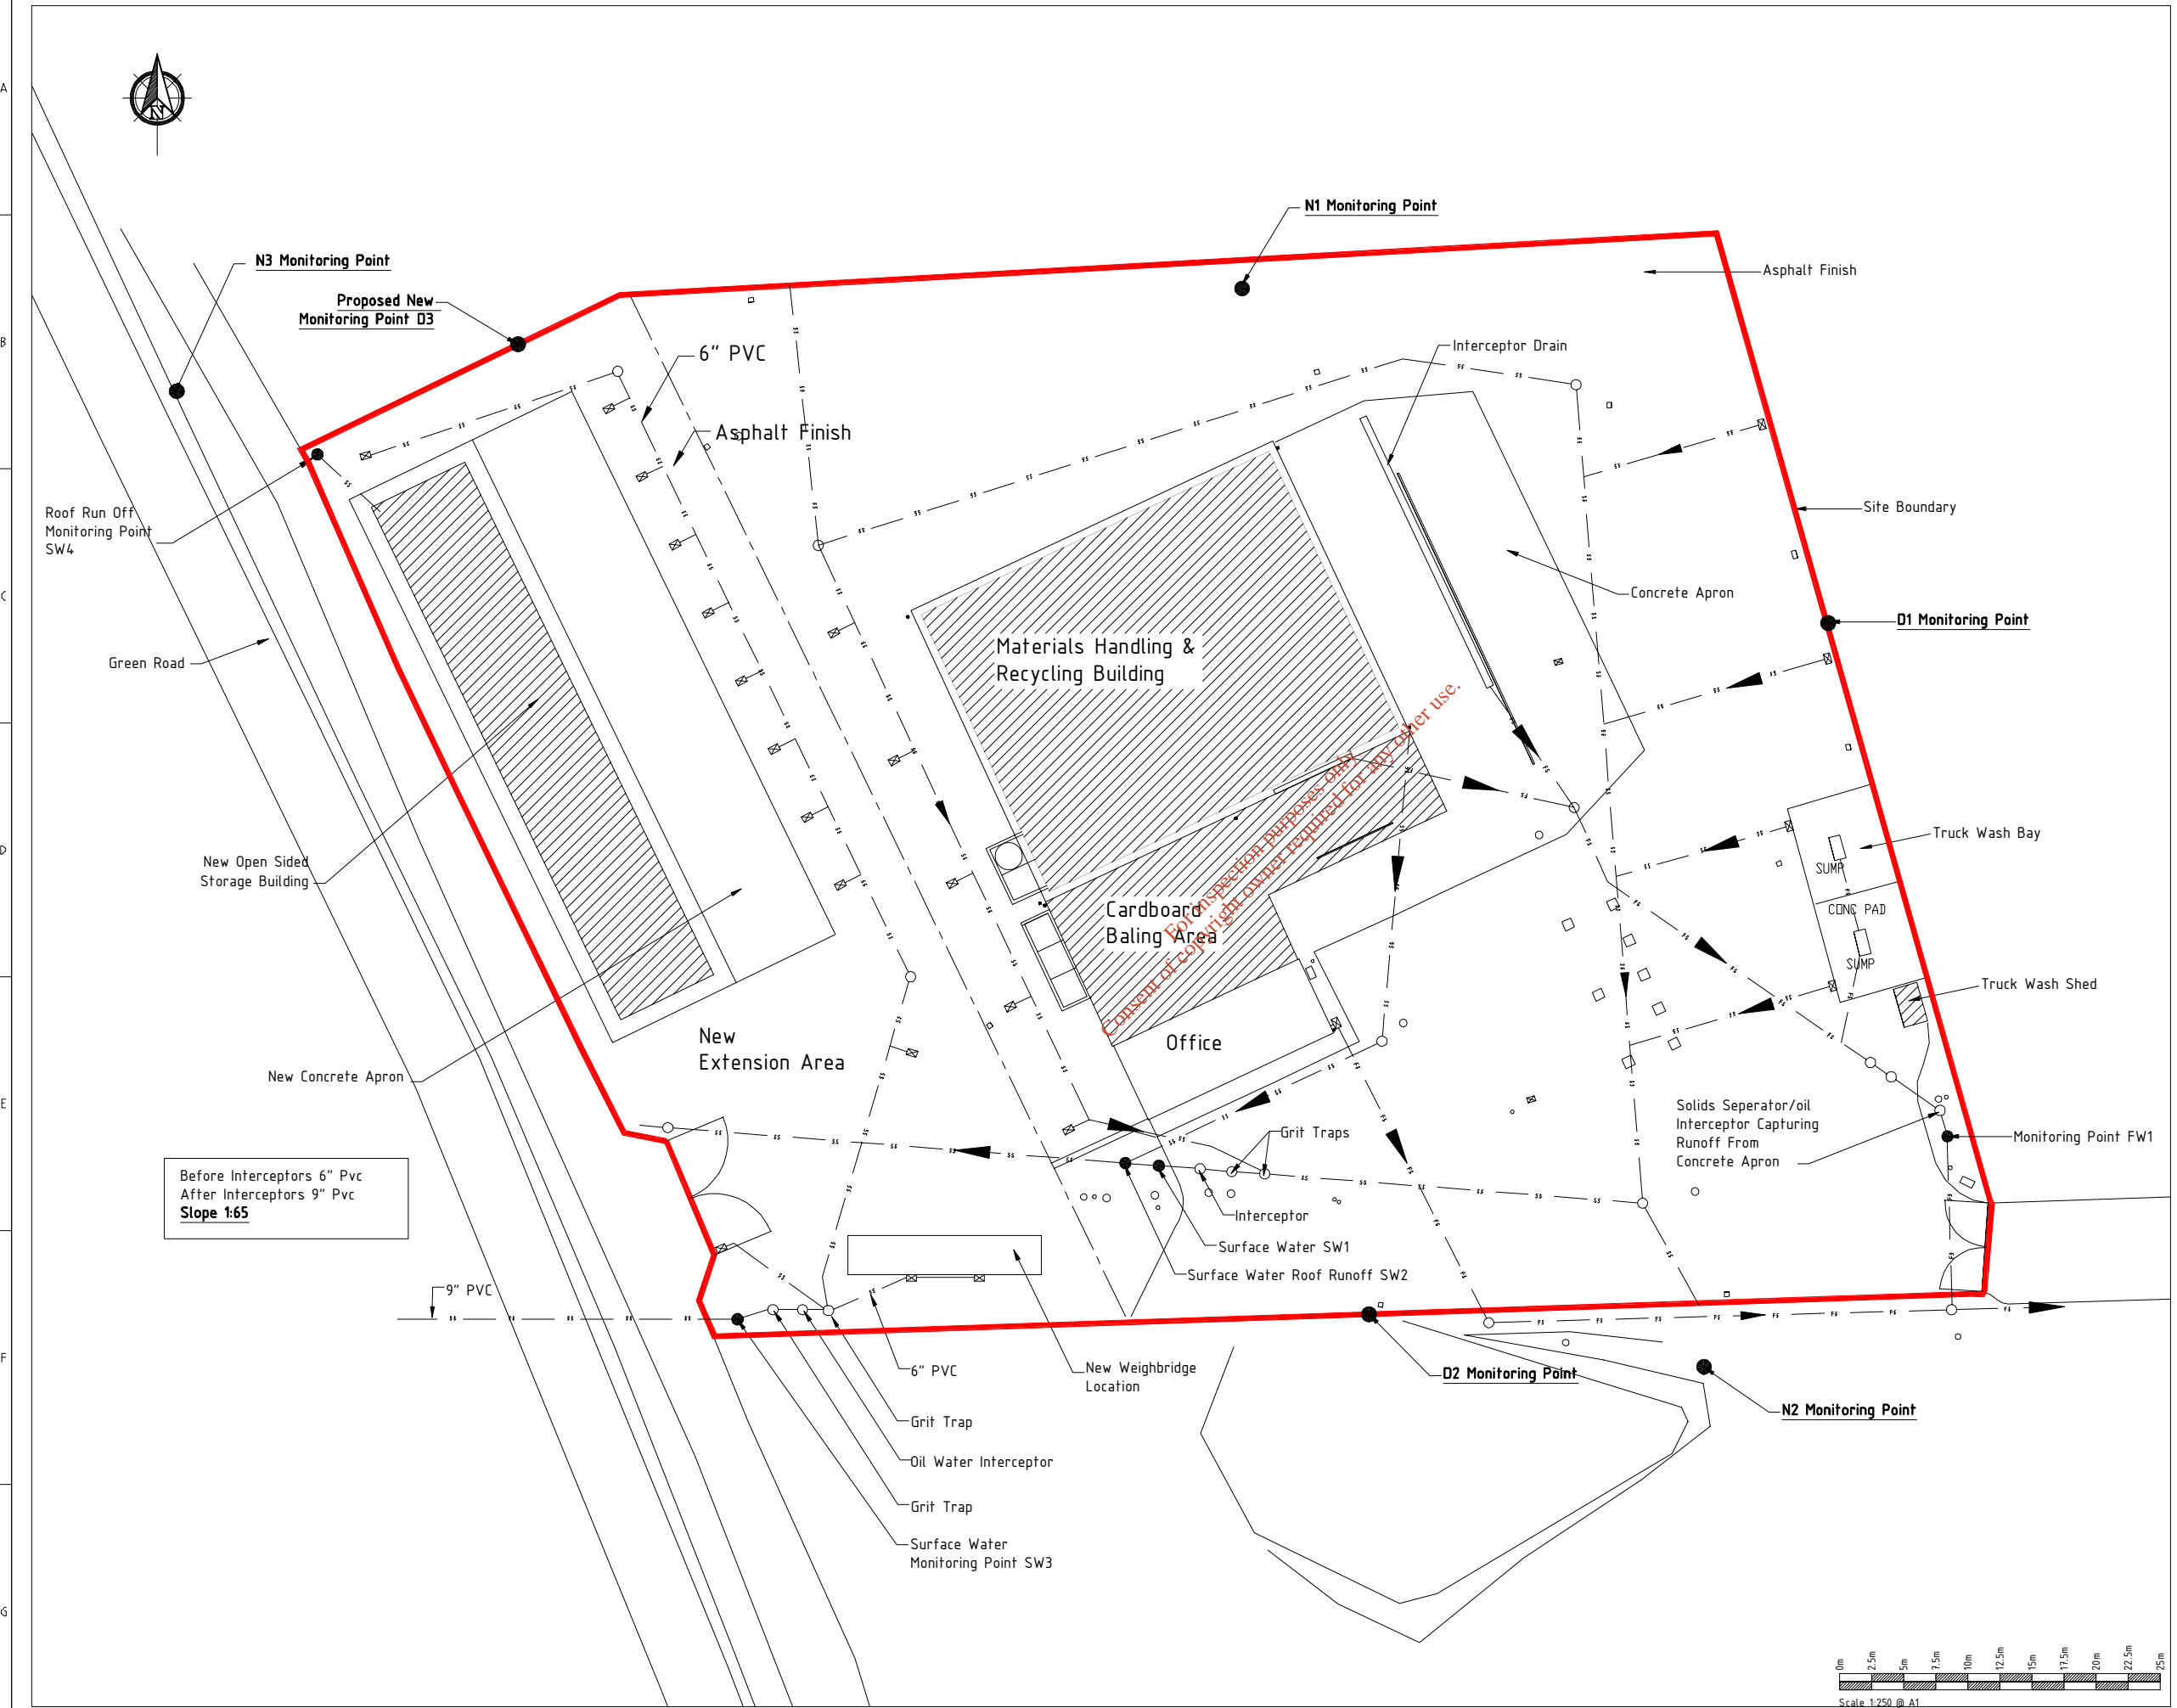 A
B
C
D
E
F
G
N
N1 Monitoring Point
N3 Monitoring Point
Proposed New
Monitoring Point D3
Asphalt Finish
6" PVC
Interceptor Drain
Asphalt Finish
Roof Run Off
Monitoring Point
SW4
Site Boundary
Concrete Apron
D1 Monitoring Point
Materials Handling &
Recycling Building
Green Road
Truck Wash Bay
SUMP
New Open Sided
Storage Building
CONC PAD
Cardboard
Baling Area
For inspection purposes only.
Consent of copyright owner required for any other use.
SUMP
Truck Wash Shed
New
Extension Area
Office
New Concrete Apron
Solids Seperator/oil
Interceptor Capturing
Runoff From
Concrete Apron
Monitoring Point FW1
Grit Traps
Before Interceptors 6" Pvc
After Interceptors 9" Pvc
Slope 1:65
Interceptor
Surface Water SW1
Surface Water Roof Runoff SW2
9" PVC
6" PVC
New Weighbridge
Location
D2 Monitoring Point
N2 Monitoring Point
Grit Trap
Oil Water Interceptor
Grit Trap
Surface Water
Monitoring Point SW3
0m 2.5m 5m 7.5m 10m 12.5m 15m 17.5m 20m 22.5m 25m
Scale 1:250 @ A1